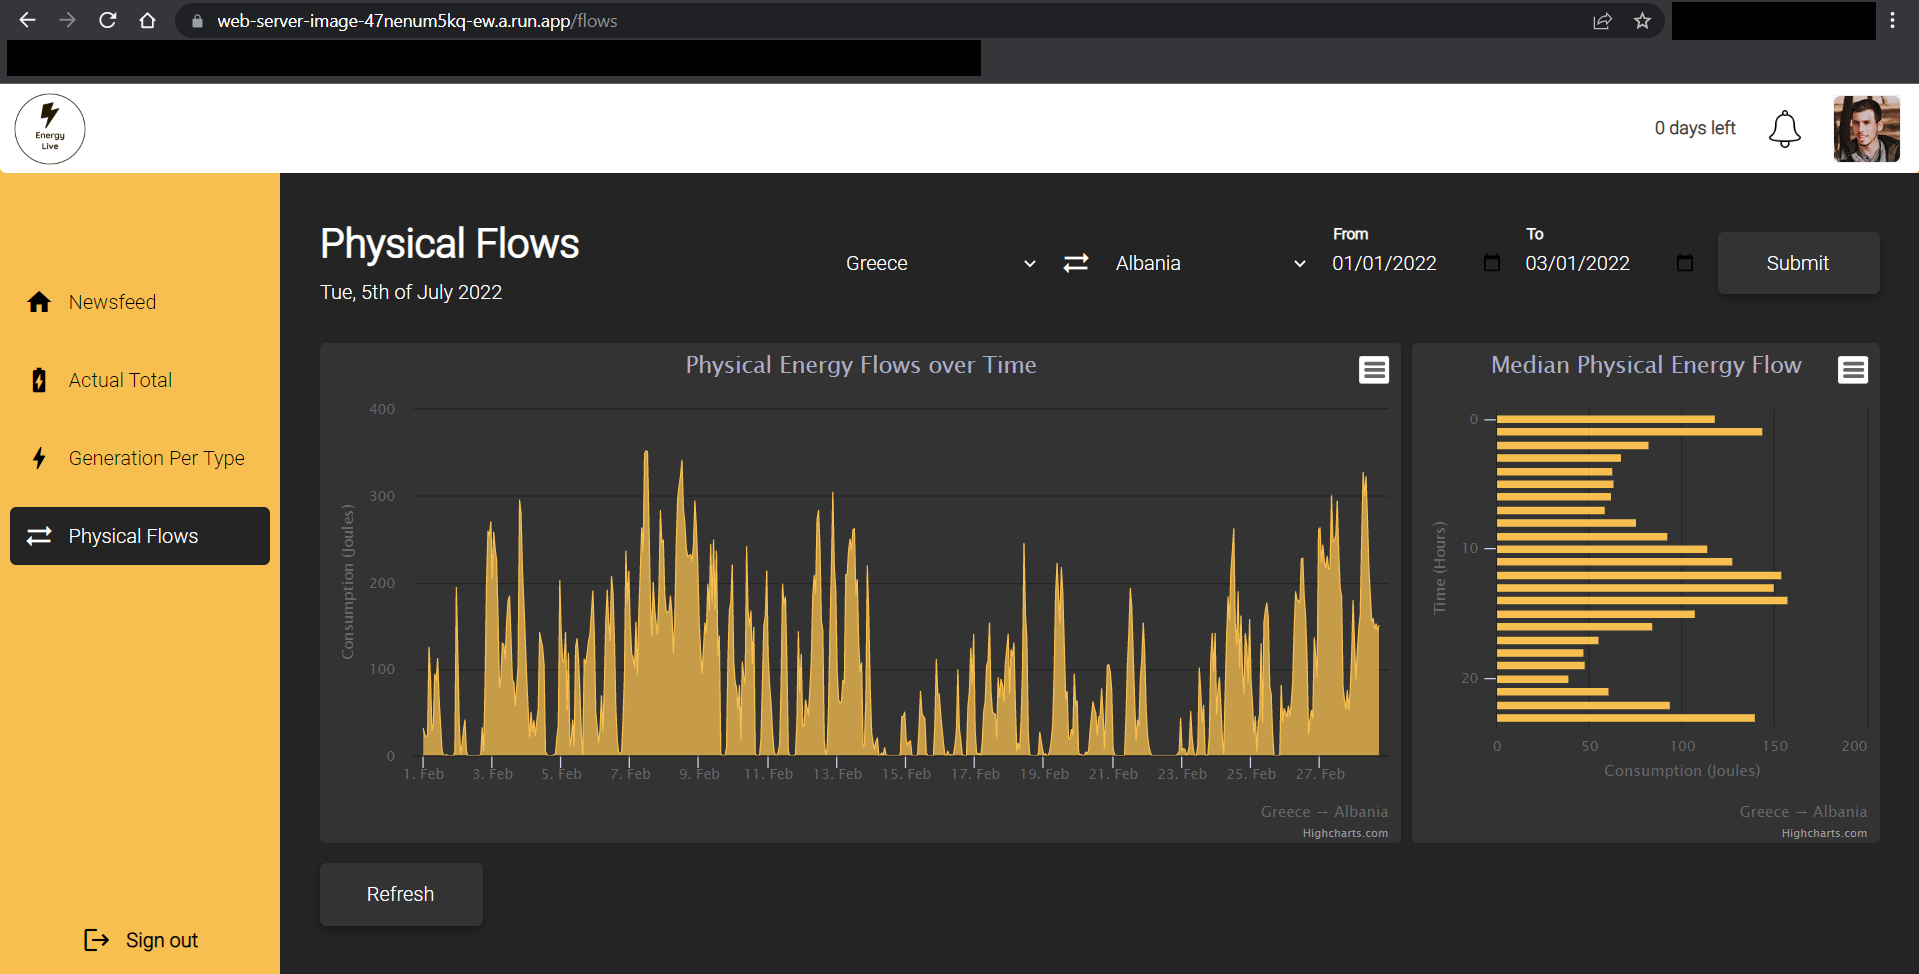 web-server-image-47nenum5kq-ew.a.run.app/flows
Energy
Live
0 days left
Newsfeed
Actual Total
Generation Per Type
Physical Flows
Sign out
Physical Flows
Tue, 5th of July 2022
Greece
Albania
From
01/01/2022
To
03/01/2022
Submit
Physical Energy Flows over Time
Consumption (Joules)
400
300
200
100
0
1. Feb 3. Feb 5. Feb 7. Feb 9. Feb 11. Feb 13. Feb 15. Feb 17. Feb 19. Feb 21. Feb 23. Feb 25. Feb 27. Feb
Greece → Albania
Highcharts.com
Median Physical Energy Flow
Time (Hours)
0
10
20
0 50 100 150 200
Consumption (Joules)
Greece → Albania
Highcharts.com
Refresh